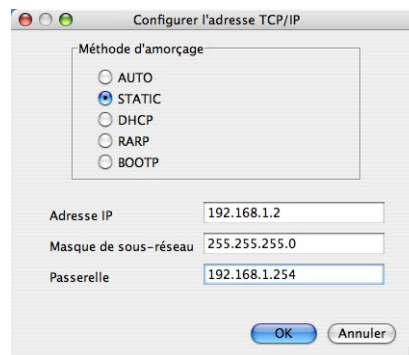 Configurer l'adresse TCP/IP
Méthode d'amorçage
AUTO
STATIC
DHCP
RARP
BOOTP
Adresse IP 192.168.1.2
Masque de sous-réseau 255.255.255.0
Passerelle 192.168.1.254
OK Annuler